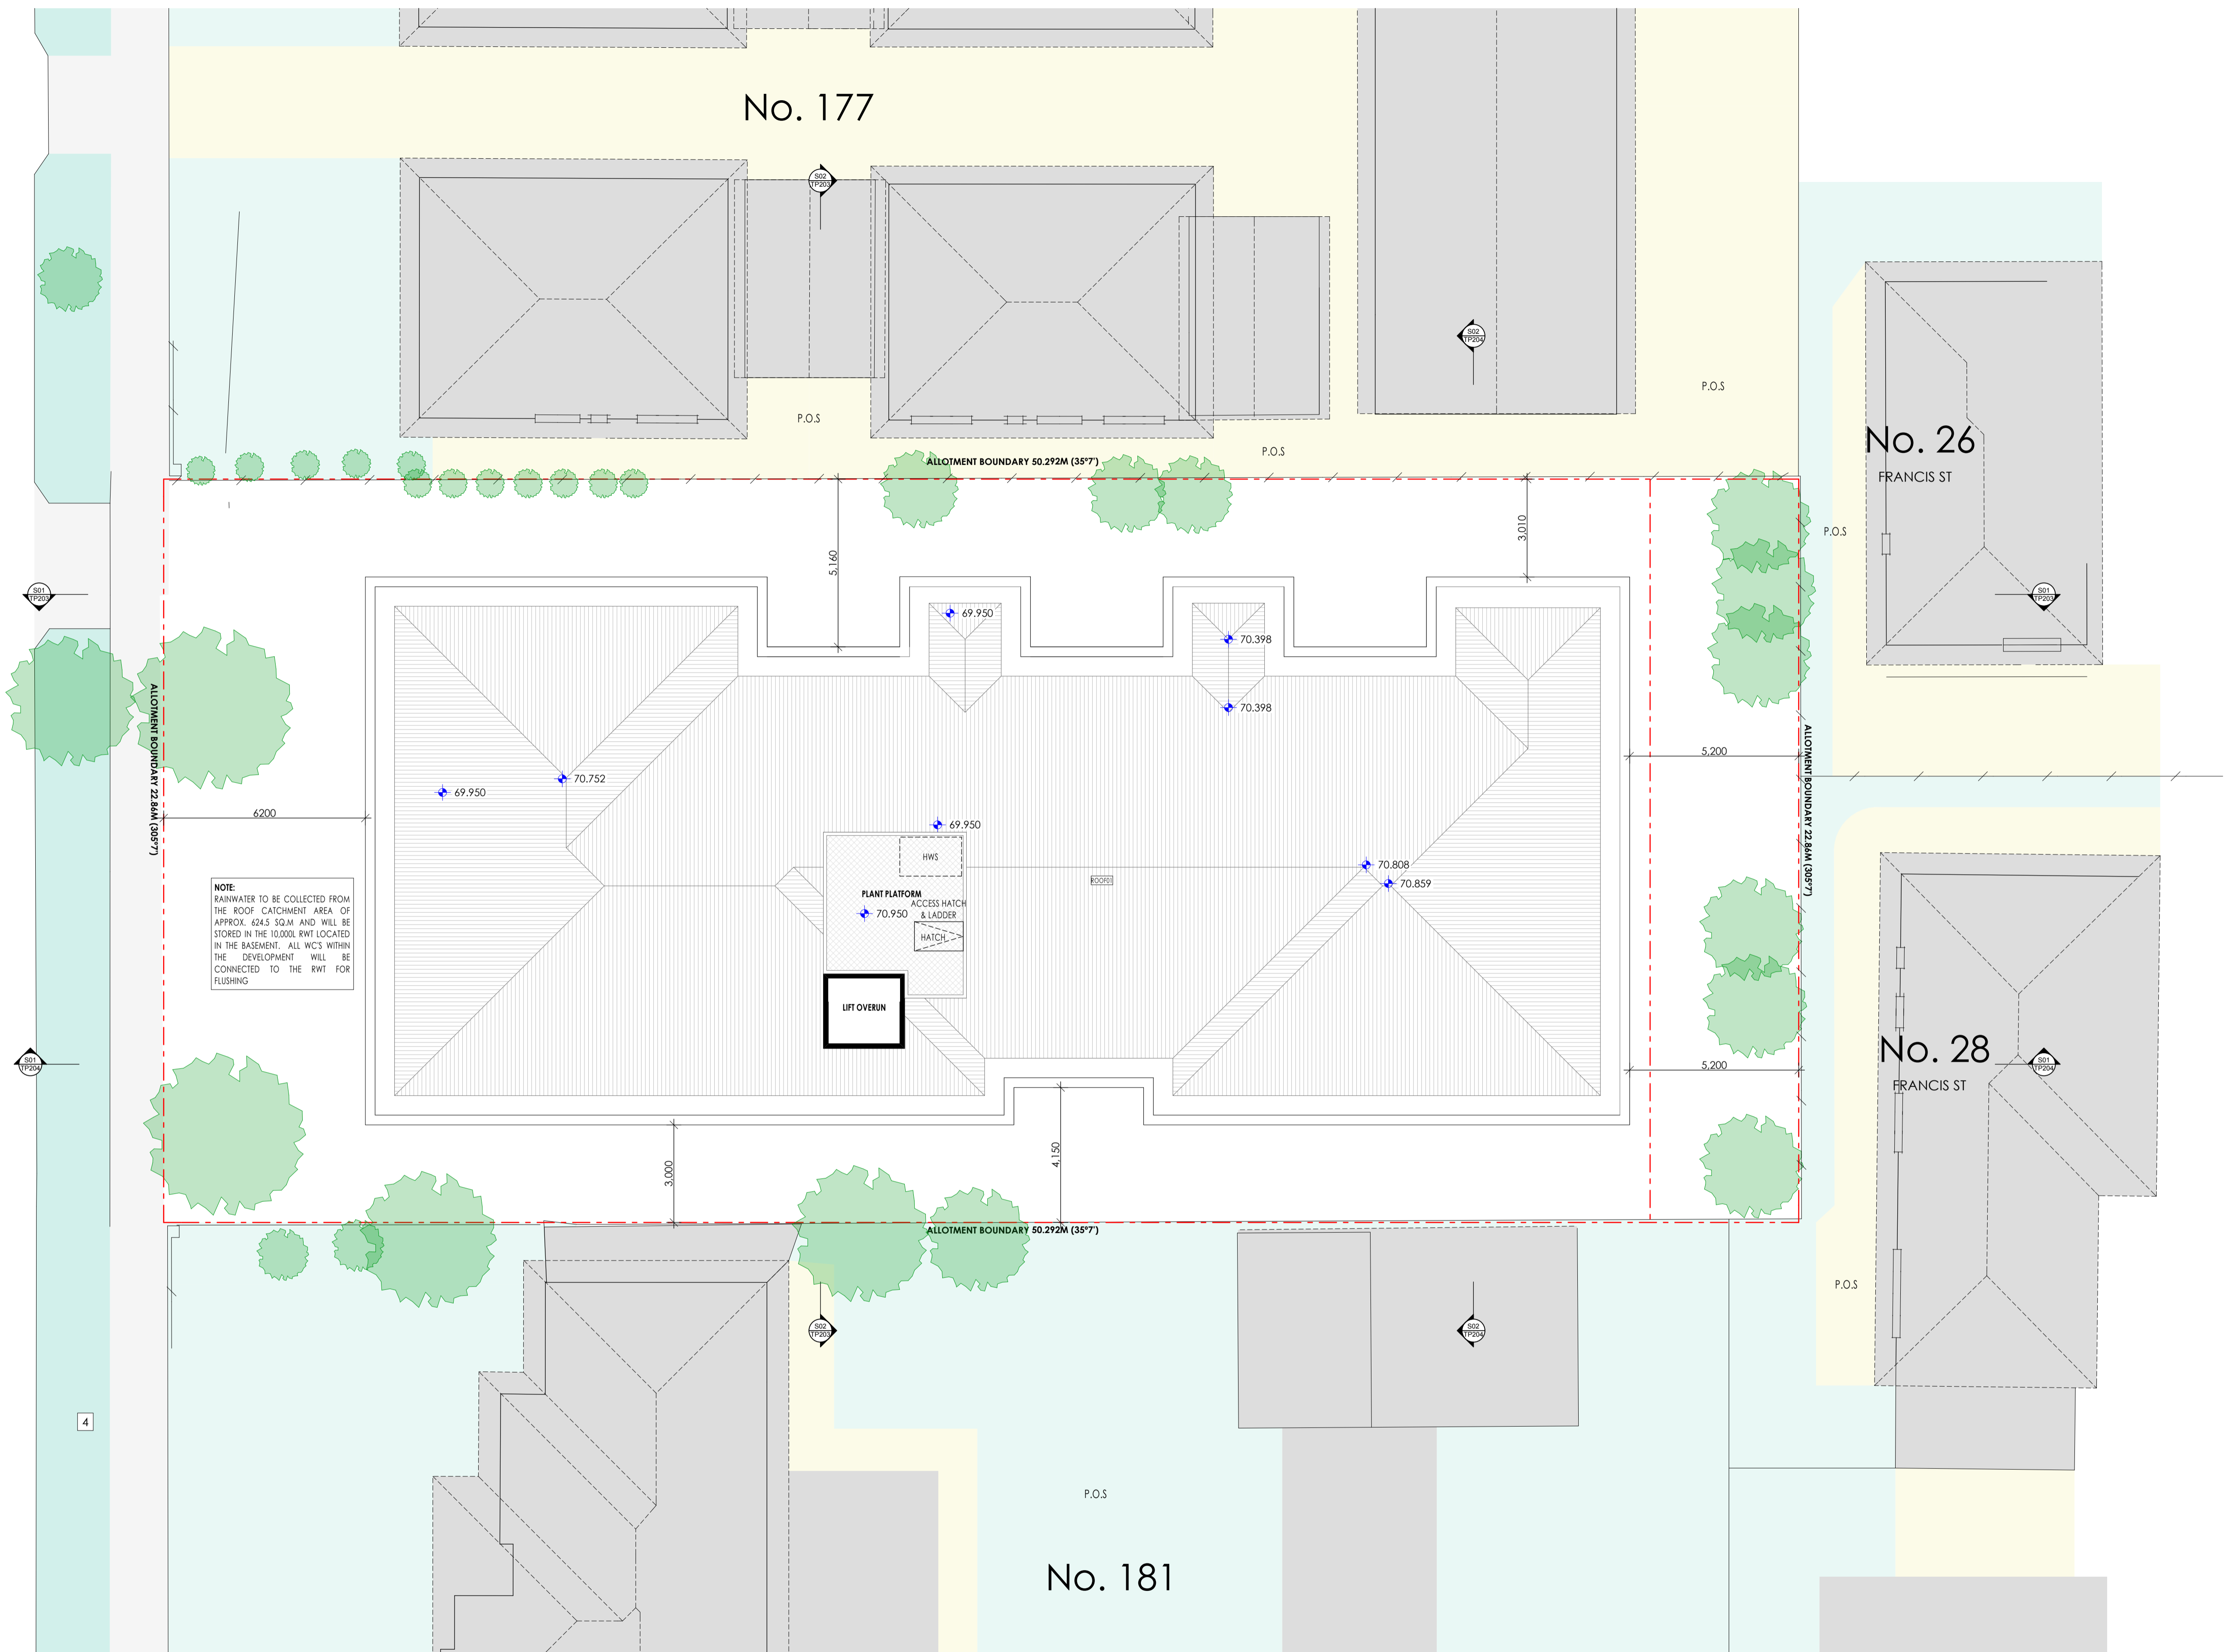 No. 177
S02
TP203
S02
TP204
P.O.S
P.O.S
P.O.S
No. 26
FRANCIS ST
P.O.S
ALLOTMENT BOUNDARY 50.292M (35°7')
5,160
3,010
S01
TP203
S01
TP203
69.950
70.398
70.398
ALLOTMENT BOUNDARY 22.86M (305°7')
ALLOTMENT BOUNDARY 22.86M (305°7')
5,200
70.752
69.950
6200
69.950
HWS
70.808
70.859
ROOF01
PLANT PLATFORM
70.950
ACCESS HATCH
& LADDER
HATCH
LIFT OVERUN
NOTE:
RAINWATER TO BE COLLECTED FROM
THE ROOF CATCHMENT AREA OF
APPROX. 624.5 SQ.M AND WILL BE
STORED IN THE 10,000L RWT LOCATED
IN THE BASEMENT. ALL WC'S WITHIN
THE DEVELOPMENT WILL BE
CONNECTED TO THE RWT FOR
FLUSHING
S01
TP204
5,200
No. 28
FRANCIS ST
S01
TP204
3,000
4,150
ALLOTMENT BOUNDARY 50.292M (35°7')
P.O.S
S02
TP203
S02
TP204
4
P.O.S
No. 181